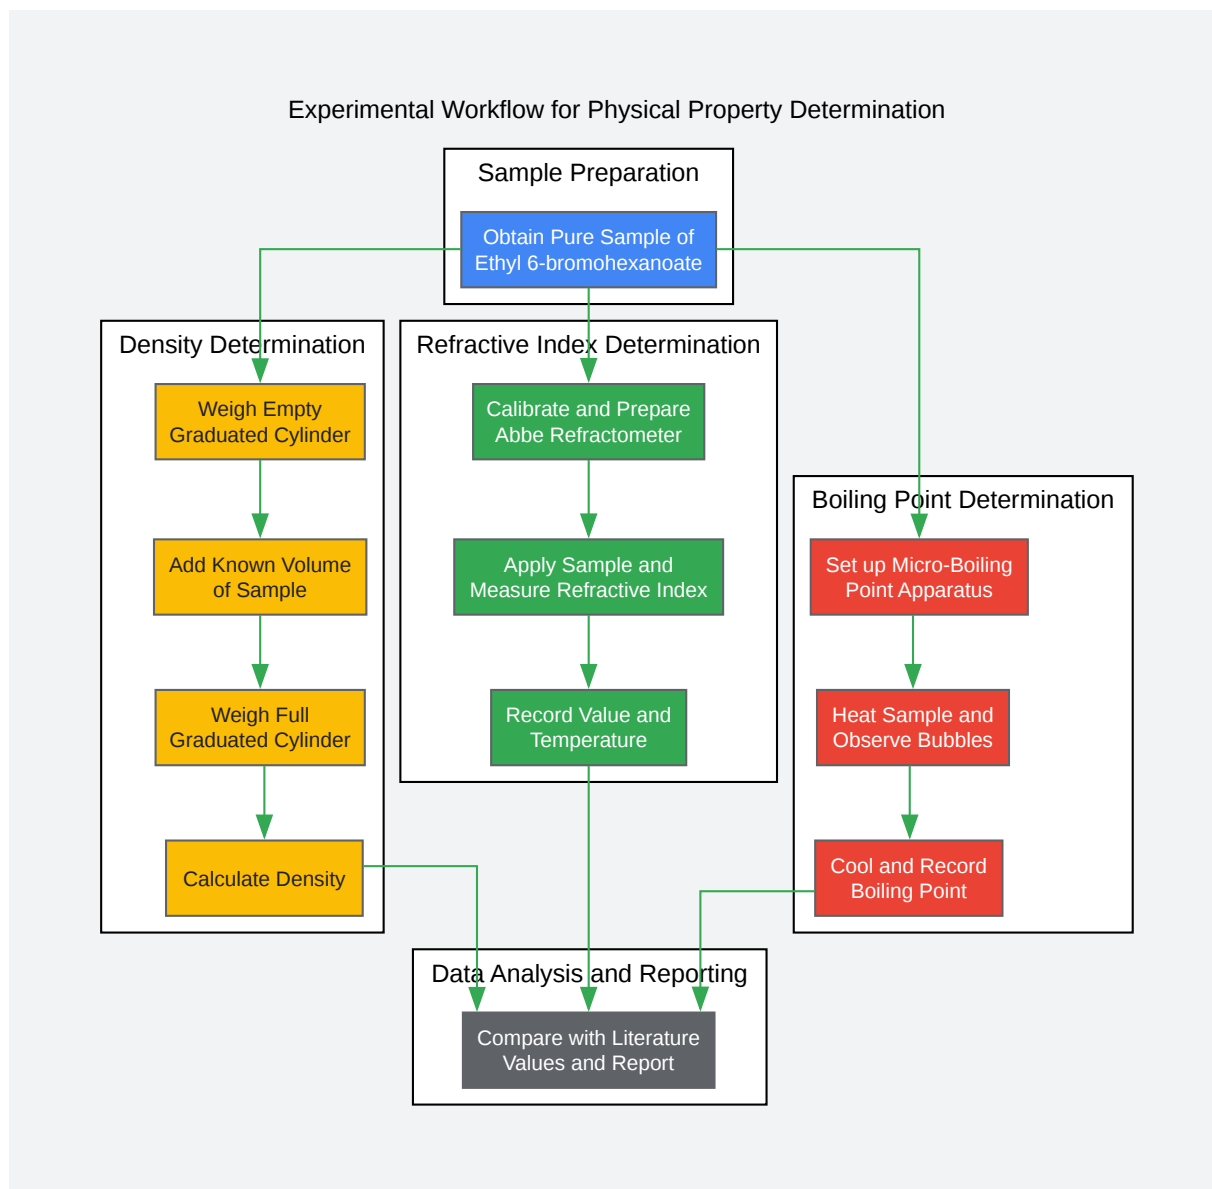 Experimental Workflow for Physical Property Determination
Sample Preparation
Obtain Pure Sample of
Ethyl 6-bromohexanoate
Density Determination
Weigh Empty
Graduated Cylinder
Add Known Volume
of Sample
Weigh Full
Graduated Cylinder
Calculate Density
Refractive Index Determination
Calibrate and Prepare
Abbe Refractometer
Apply Sample and
Measure Refractive Index
Record Value and
Temperature
Boiling Point Determination
Set up Micro-Boiling
Point Apparatus
Heat Sample and
Observe Bubbles
Cool and Record
Boiling Point
Data Analysis and Reporting
Compare with Literature
Values and Report